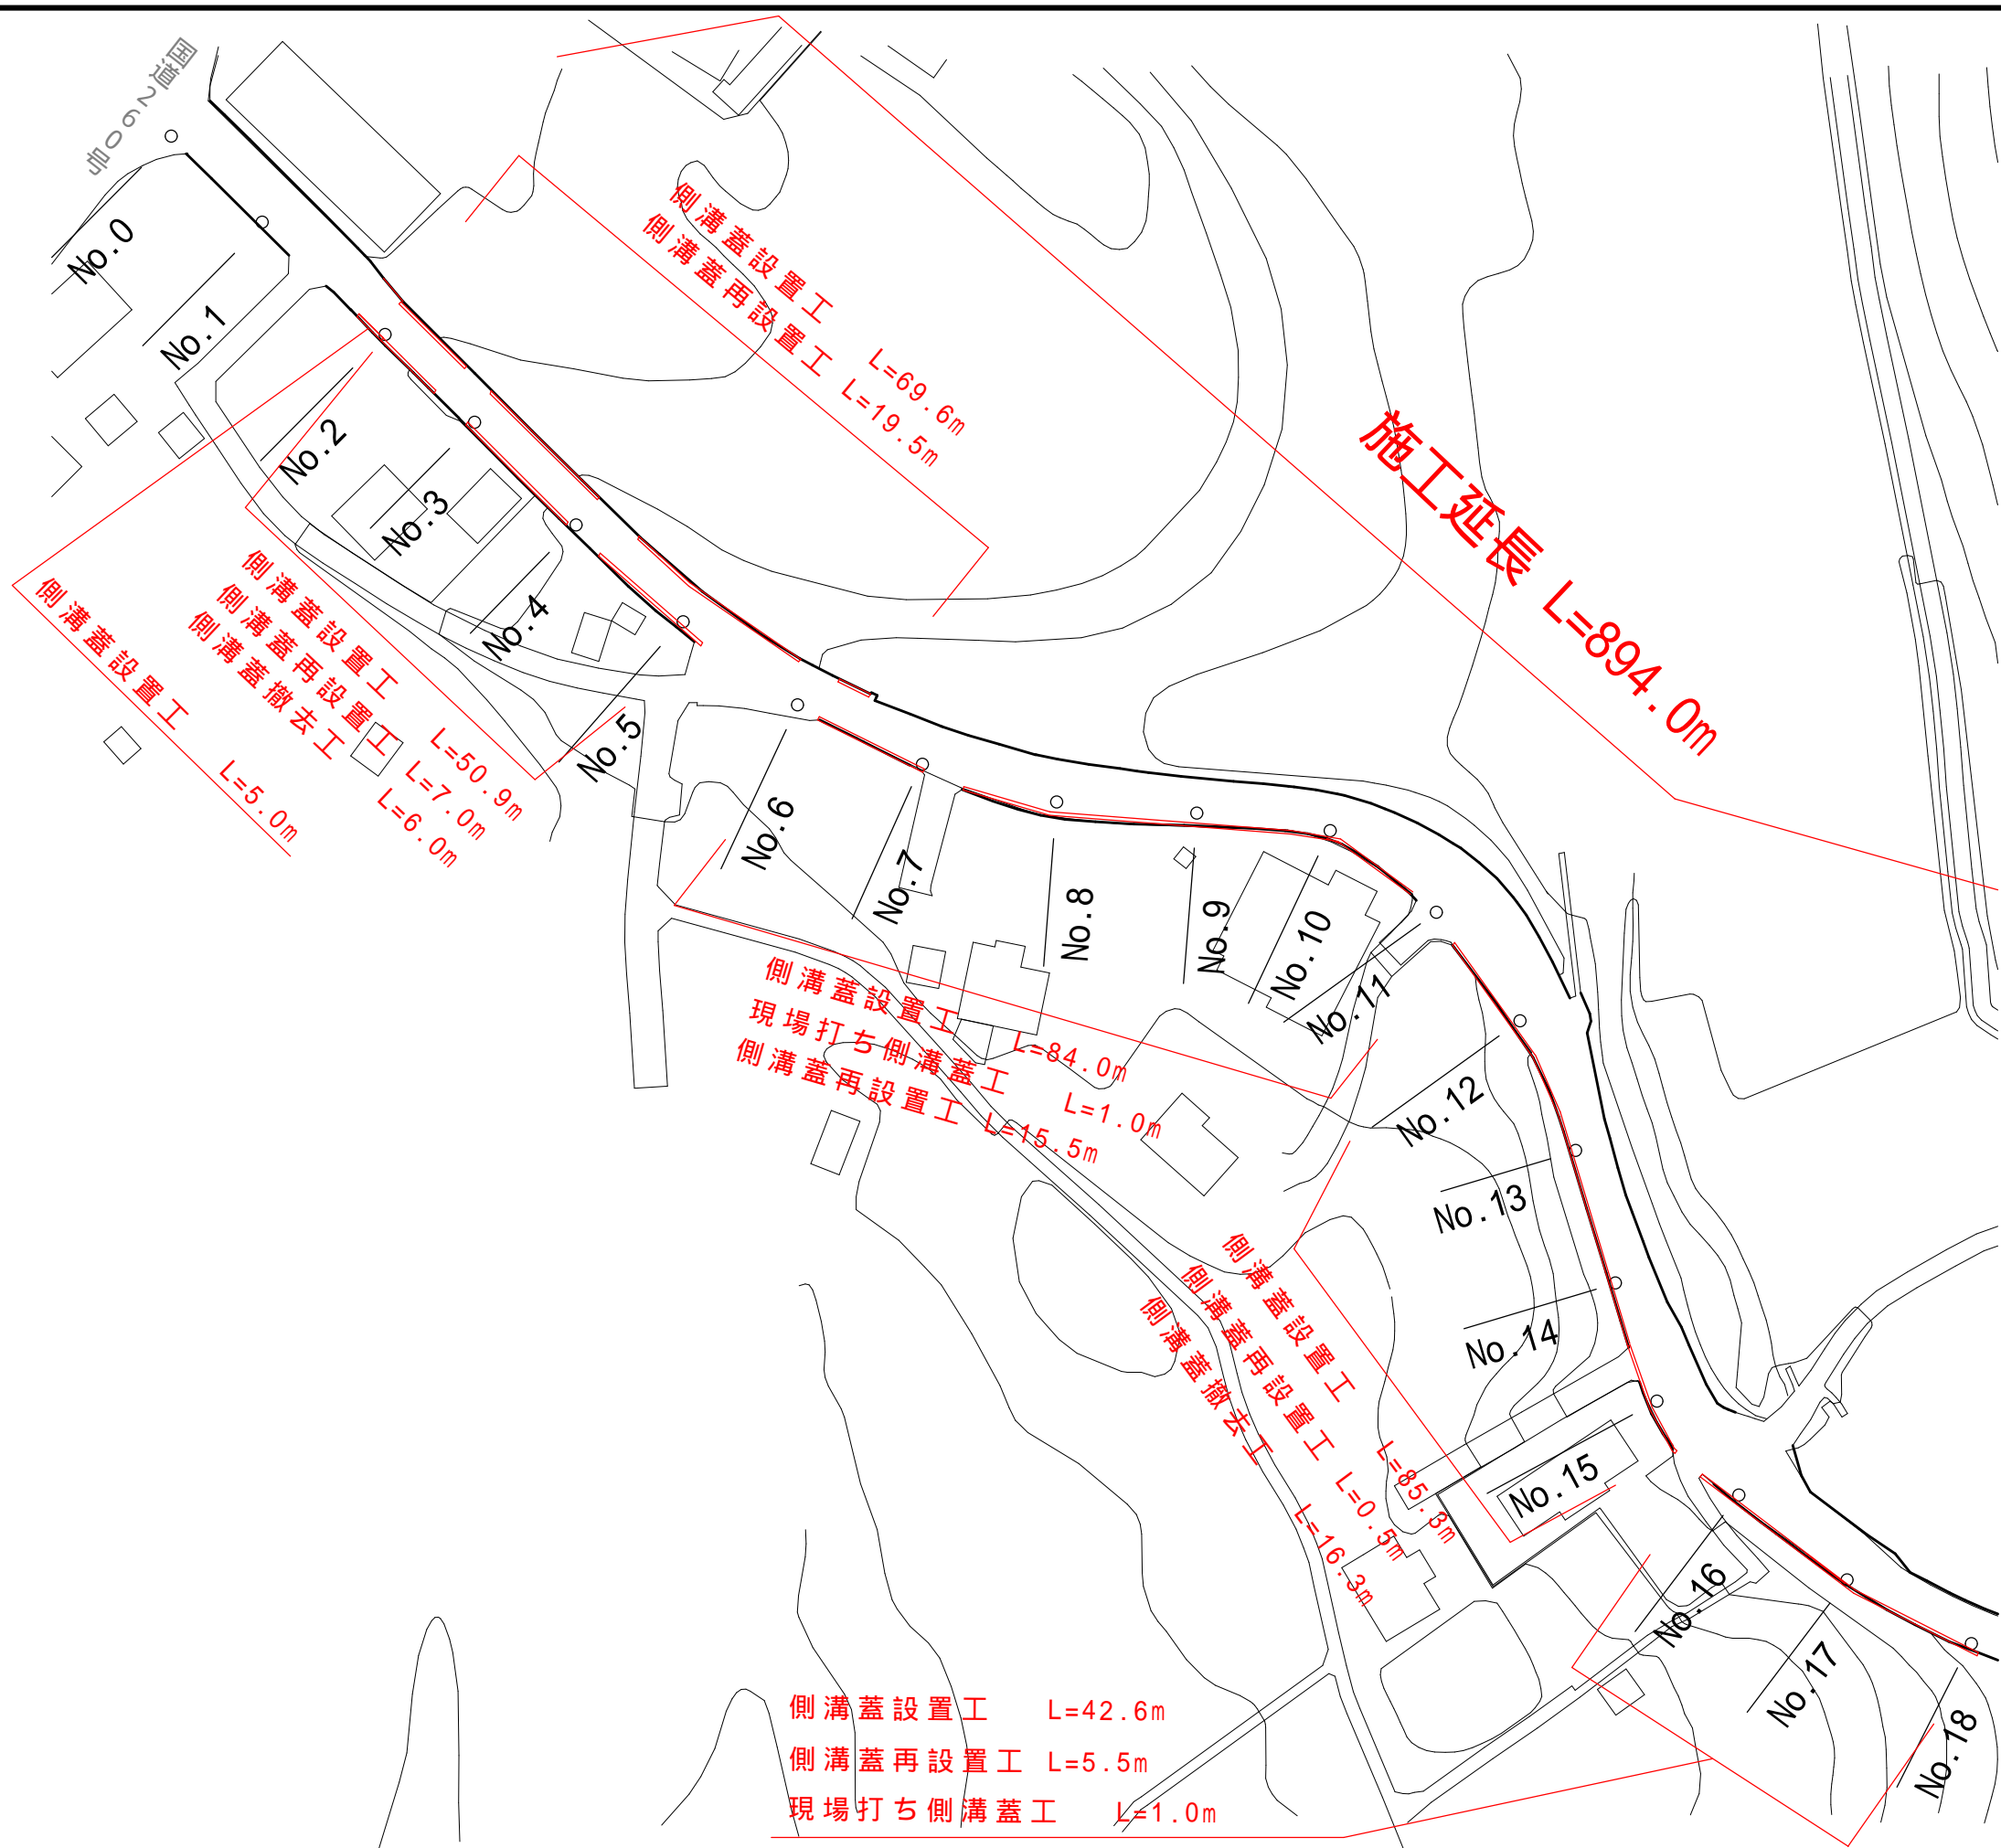 国道260号
No.0
No.1
No.2
No.3
No.4
No.5
No.6
No.7
No.8
No.9
No.10
No.11
No.12
No.13
No.14
No.15
No.16
No.17
No.18
施工延長 L=894.0m
側溝蓋設置工 L=69.6m
側溝蓋再設置工 L=19.5m
側溝蓋設置工 L=5.0m
側溝蓋設置工 L=50.9m
側溝蓋再設置工 L=7.0m
側溝蓋撤去工 L=6.0m
側溝蓋設置工 L=84.0m
現場打ち側溝蓋工 L=1.0m
側溝蓋再設置工 L=15.5m
側溝蓋設置工 L=85.3m
側溝蓋再設置工 L=0.5m
側溝蓋撤去工 L=16.3m
側溝蓋設置工 L=42.6m
側溝蓋再設置工 L=5.5m
現場打ち側溝蓋工 L=1.0m